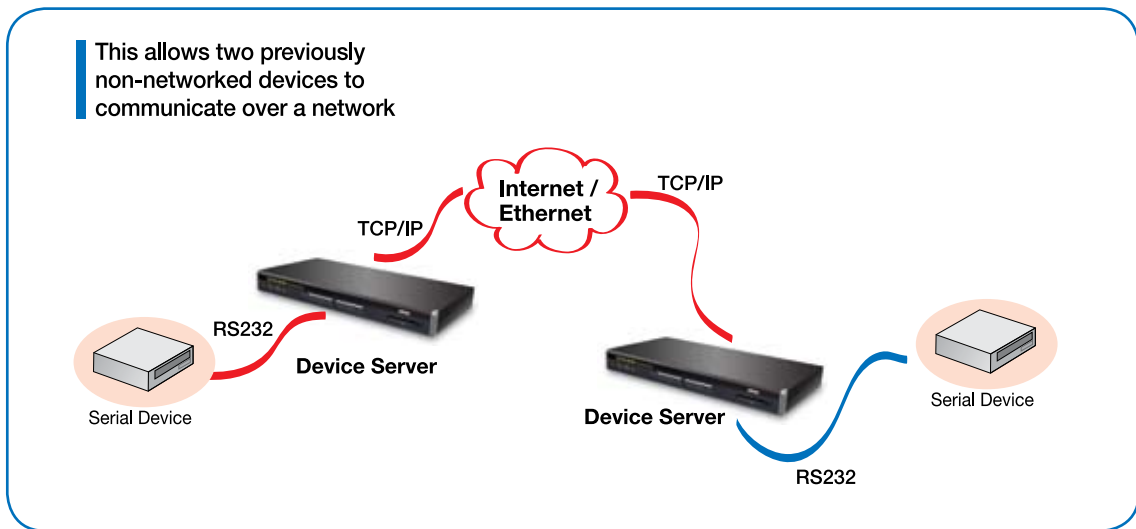 This allows two previously
non-networked devices to
communicate over a network
Internet /
Ethernet
TCP/IP
TCP/IP
RS232
Device Server
Serial Device
Device Server
Serial Device
RS232